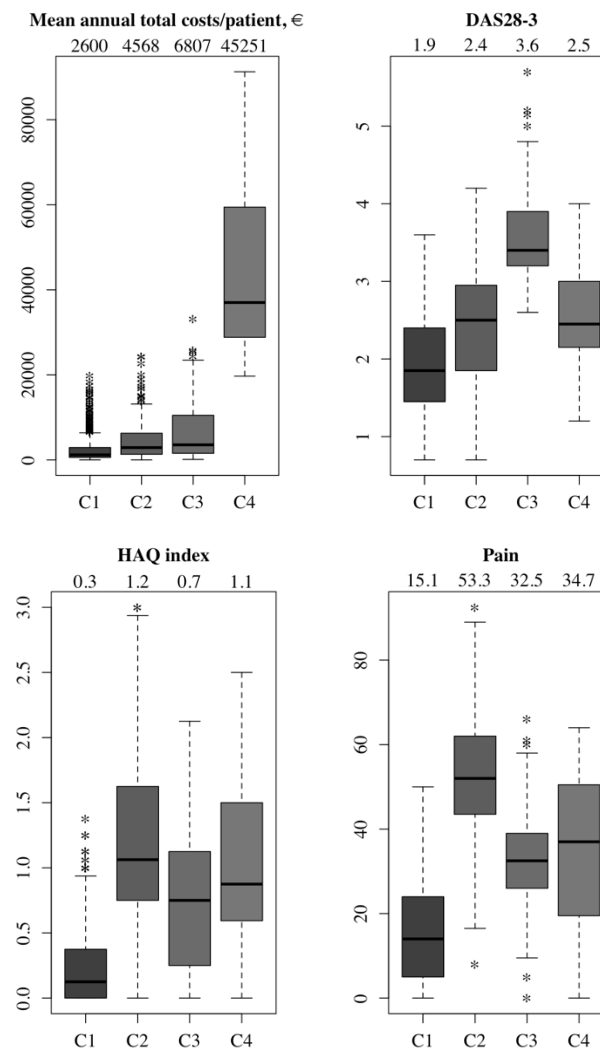 Mean annual total costs/patient, €
2600 4568 6807 45251
80000
60000
40000
20000
0
C1 C2 C3 C4
DAS28-3
1.9 2.4 3.6 2.5
5
4
3
2
1
C1 C2 C3 C4
HAQ index
0.3 1.2 0.7 1.1
3.0
2.5
2.0
1.5
1.0
0.5
0.0
C1 C2 C3 C4
Pain
15.1 53.3 32.5 34.7
80
60
40
20
0
C1 C2 C3 C4